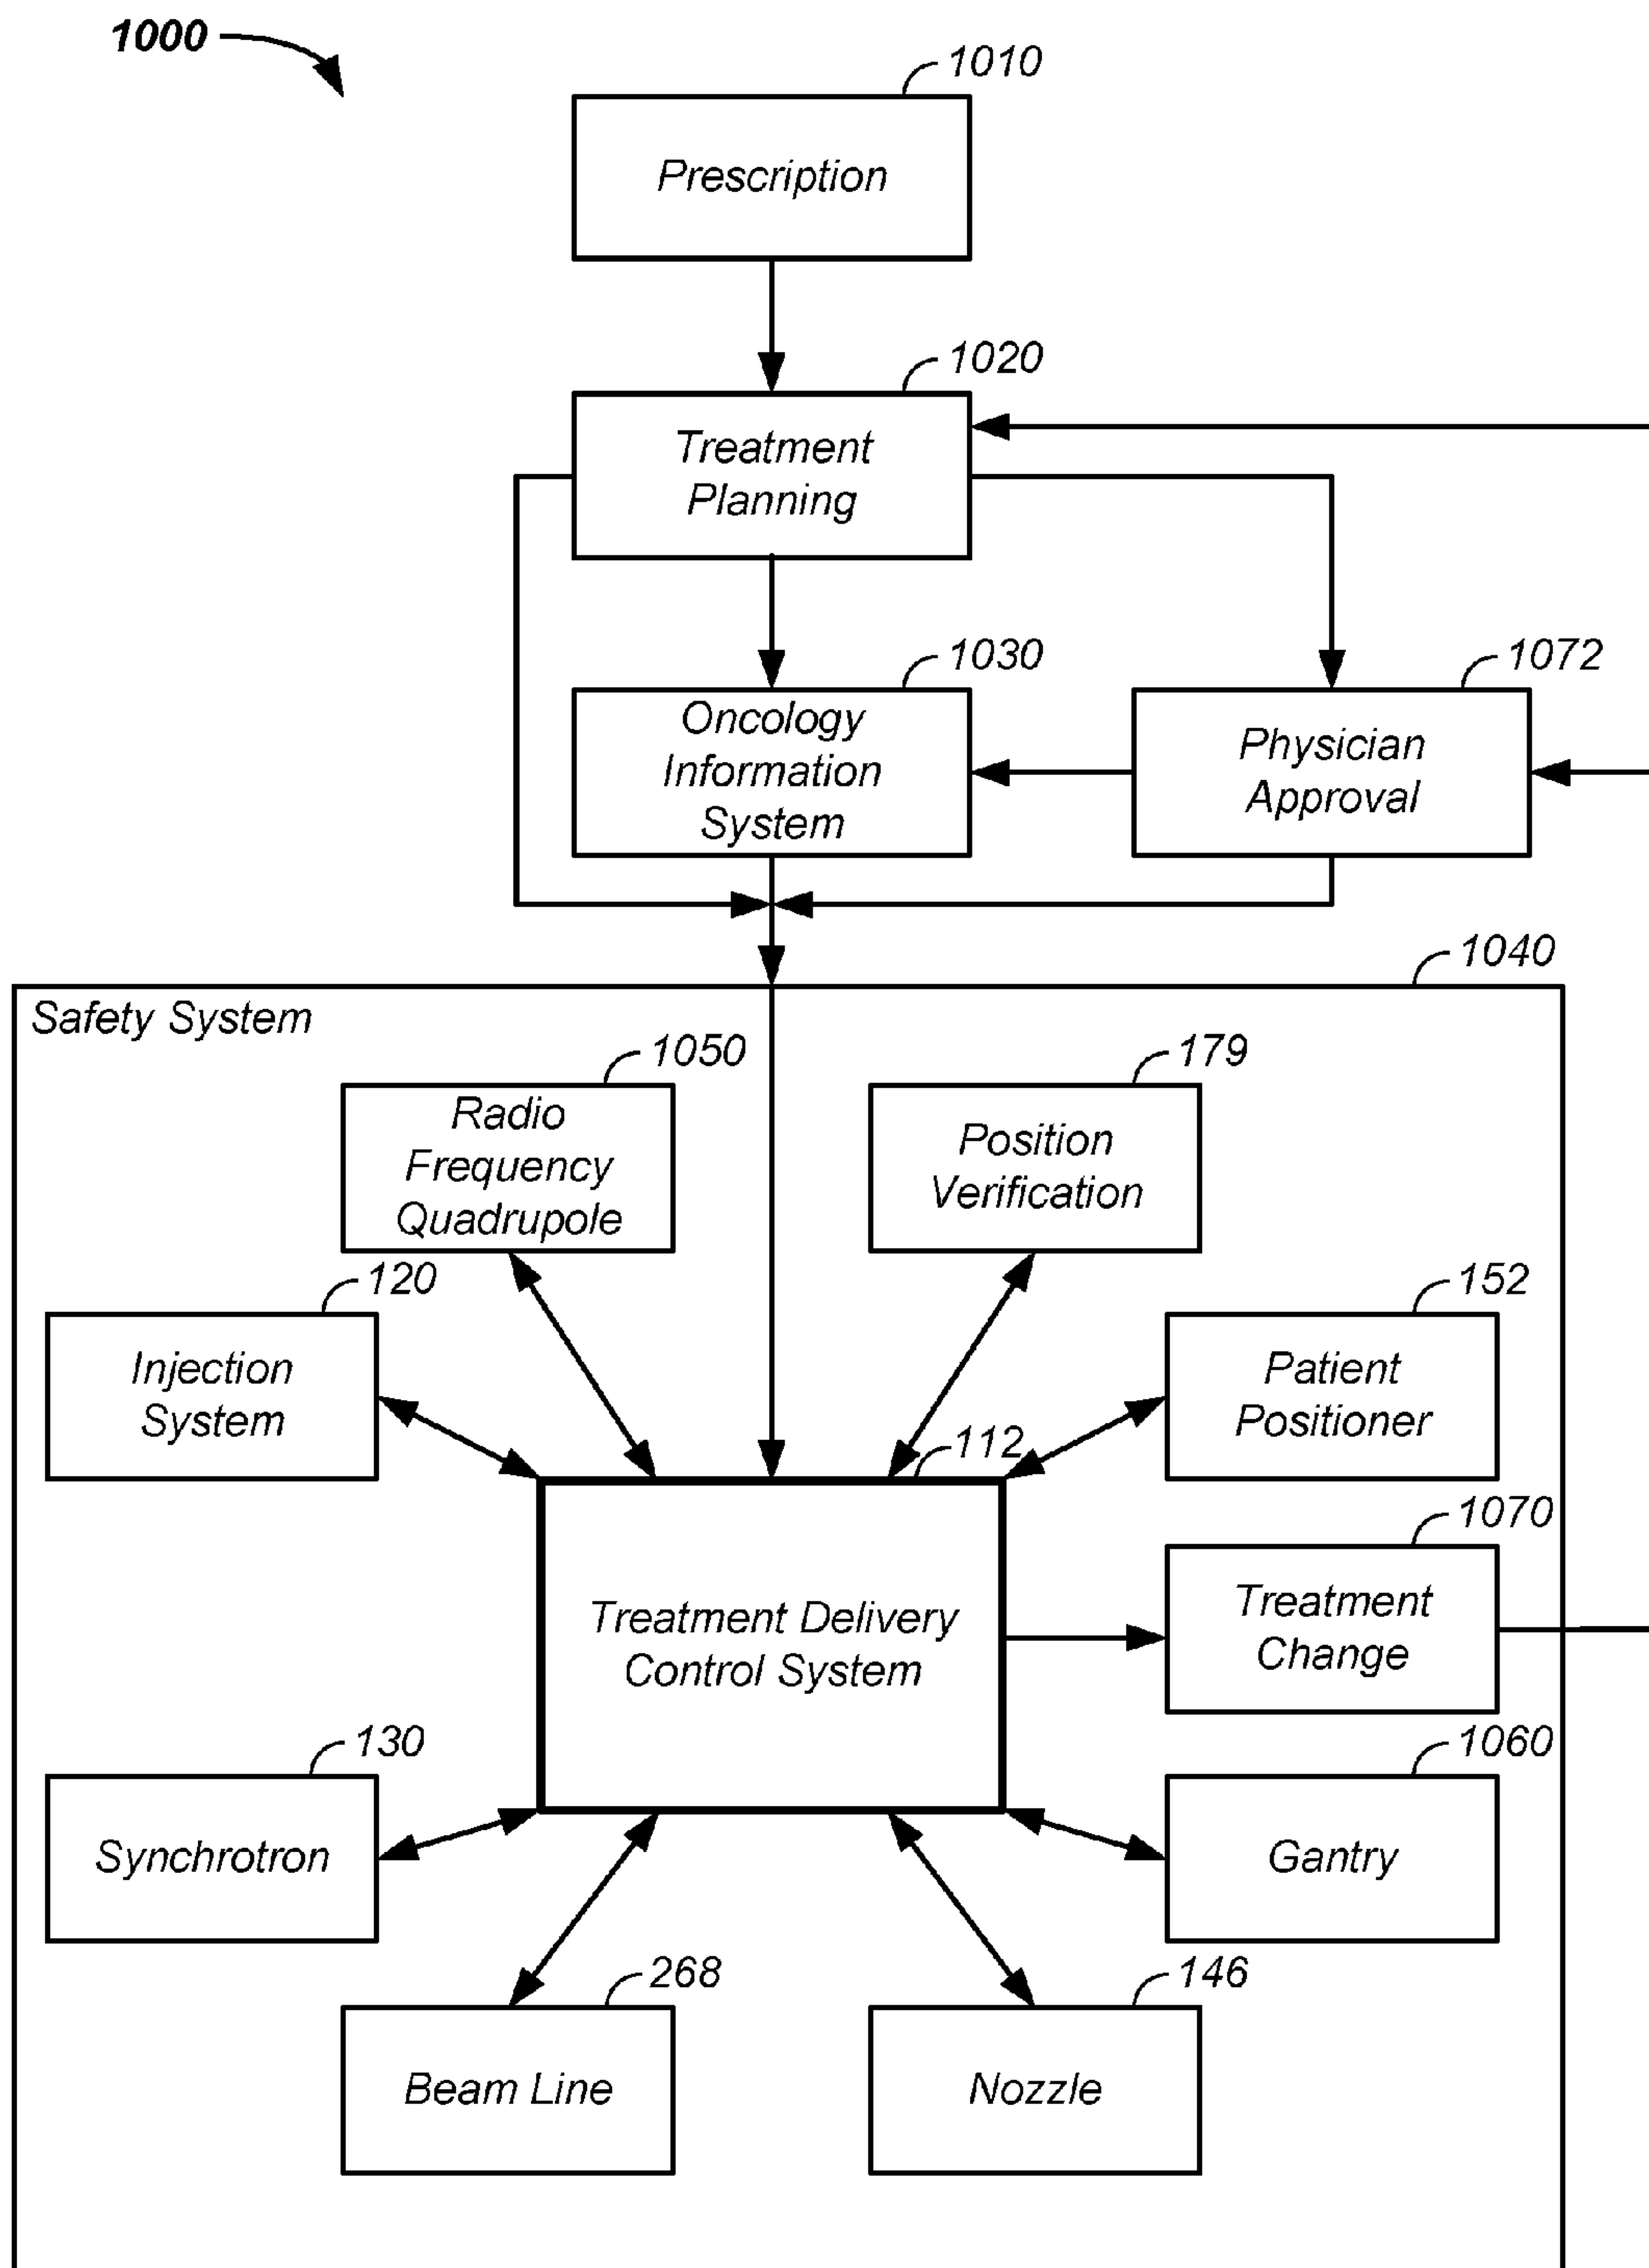 1000
1010
Prescription
1020
Treatment
Planning
1030
Oncology
Information
System
1072
Physician
Approval
1040
Safety System
1050
Radio
Frequency
Quadrupole
179
Position
Verification
120
Injection
System
152
Patient
Positioner
112
Treatment Delivery
Control System
1070
Treatment
Change
130
Synchrotron
1060
Gantry
268
Beam Line
146
Nozzle